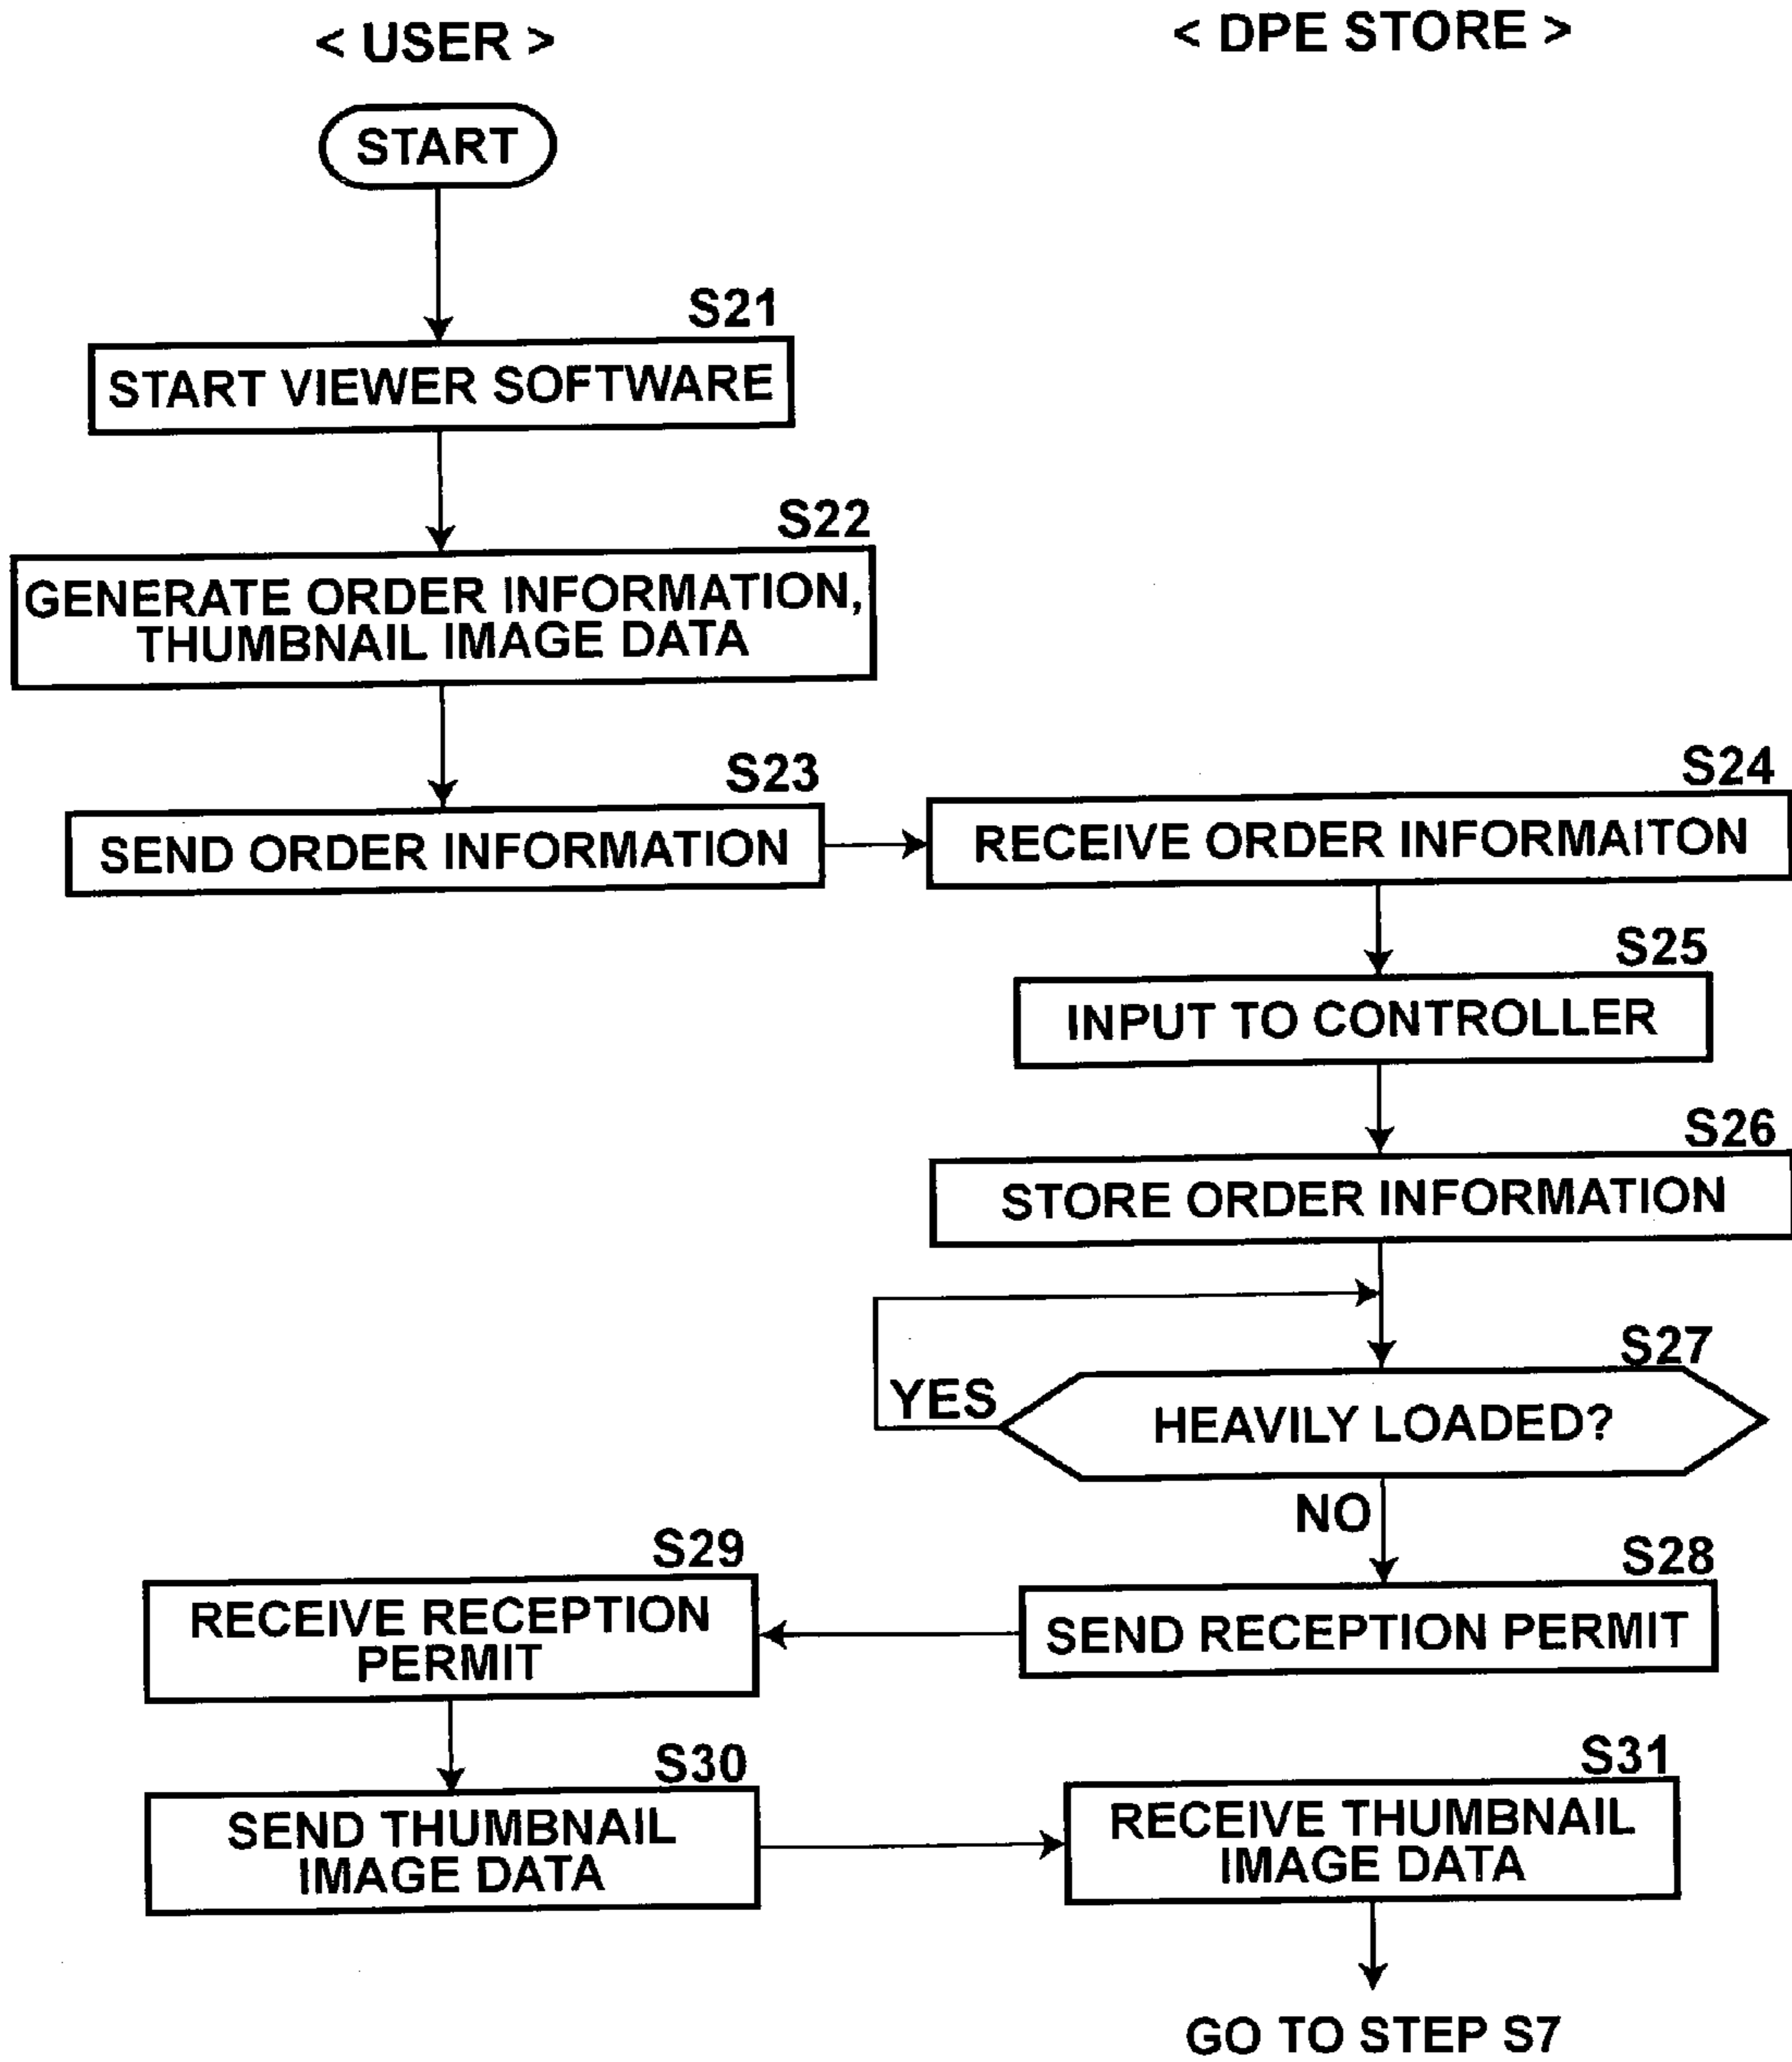 < USER >
< DPE STORE >
START
S21
START VIEWER SOFTWARE
S22
GENERATE ORDER INFORMATION,
THUMBNAIL IMAGE DATA
S23
SEND ORDER INFORMATION
S24
RECEIVE ORDER INFORMAITON
S25
INPUT TO CONTROLLER
S26
STORE ORDER INFORMATION
S27
HEAVILY LOADED?
YES
NO
S28
SEND RECEPTION PERMIT
S29
RECEIVE RECEPTION
PERMIT
S30
SEND THUMBNAIL
IMAGE DATA
S31
RECEIVE THUMBNAIL
IMAGE DATA
GO TO STEP S7